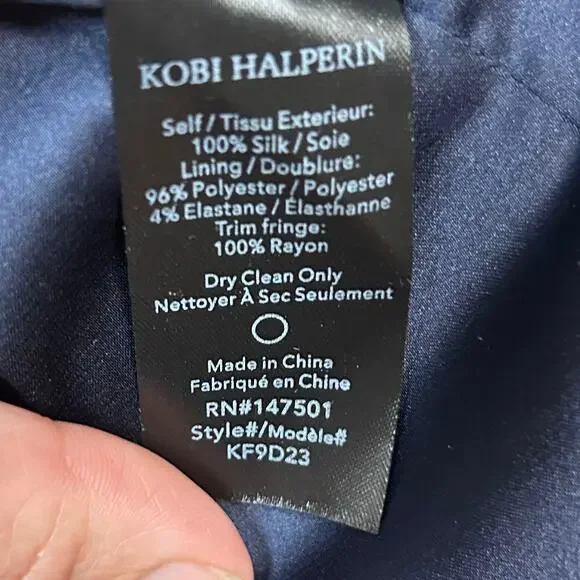 KOBI HALPERIN
Self / Tissu Exterieur:
100% Silk / Soie
Lining / Doublure:
96% Polyester / Polyester
4% Elastane / Élasthanne
Trim fringe:
100% Rayon
Dry Clean Only
Nettoyer À Sec Seulement
Made in China
Fabriqué en Chine
RN#147501
Style#/Modèle#
KF9D23